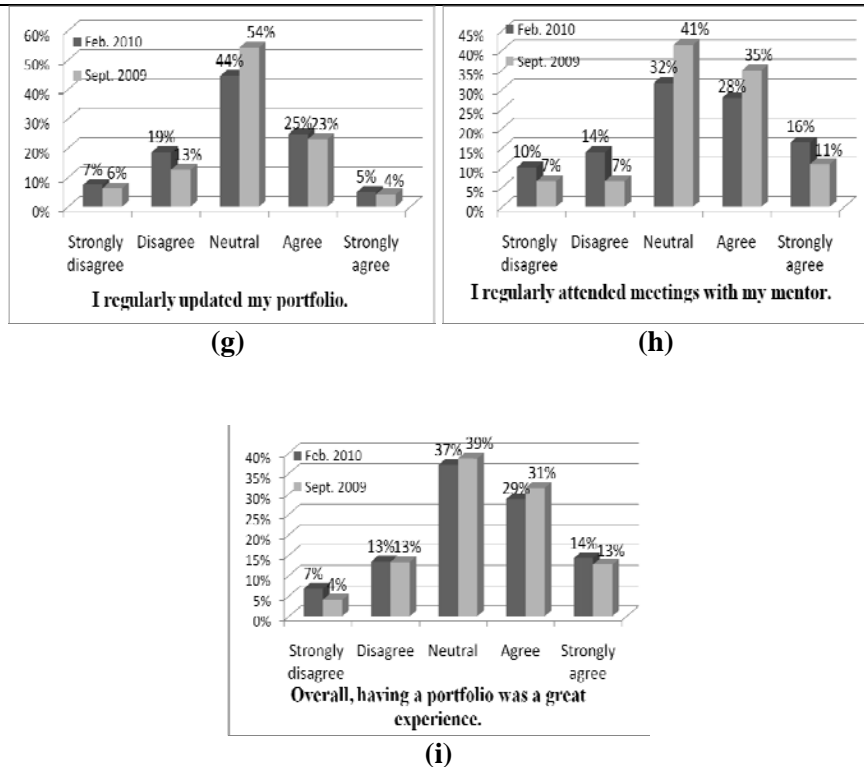 60%
50%
40%
30%
20%
10%
0%
Feb. 2010
Sept. 2009
7%
6%
19%
13%
44%
54%
25%
23%
5%
4%
Strongly disagree
Disagree
Neutral
Agree
Strongly agree
I regularly updated my portfolio.
(g)
45%
40%
35%
30%
25%
20%
15%
10%
5%
0%
Feb. 2010
Sept. 2009
10%
7%
14%
7%
32%
41%
28%
35%
16%
11%
Strongly disagree
Disagree
Neutral
Agree
Strongly agree
I regularly attended meetings with my mentor.
(h)
40%
35%
30%
25%
20%
15%
10%
5%
0%
Feb. 2010
Sept. 2009
7%
4%
13%
13%
37%
39%
29%
31%
14%
13%
Strongly disagree
Disagree
Neutral
Agree
Strongly agree
Overall, having a portfolio was a great
experience.
(i)